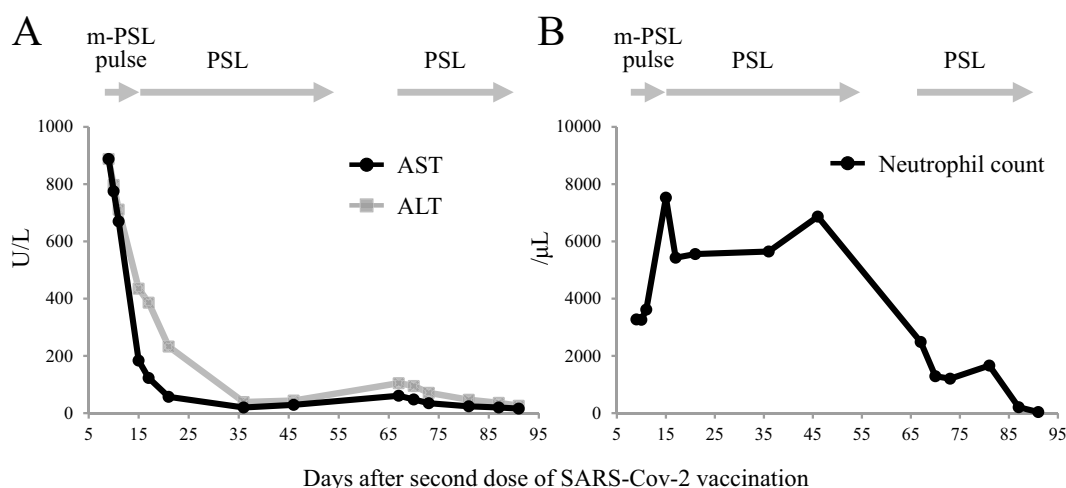 A
m-PSL
pulse
PSL
PSL
1000
800
600
400
200
0
U/L
AST
ALT
5 15 25 35 45 55 65 75 85 95
B
m-PSL
pulse
PSL
PSL
10000
8000
6000
4000
2000
0
/μL
Neutrophil count
5 15 25 35 45 55 65 75 85 95
Days after second dose of SARS-Cov-2 vaccination